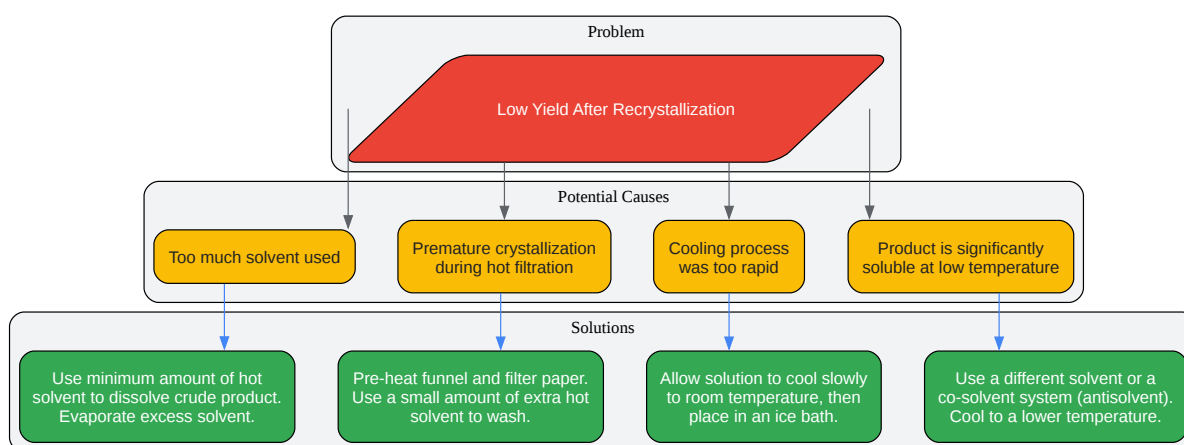 Problem
Low Yield After Recrystallization
Potential Causes
Too much solvent used
Premature crystallization
during hot filtration
Cooling process
was too rapid
Product is significantly
soluble at low temperature
Solutions
Use minimum amount of hot
solvent to dissolve crude product.
Evaporate excess solvent.
Pre-heat funnel and filter paper.
Use a small amount of extra hot
solvent to wash.
Allow solution to cool slowly
to room temperature, then
place in an ice bath.
Use a different solvent or a
co-solvent system (antisolvent).
Cool to a lower temperature.